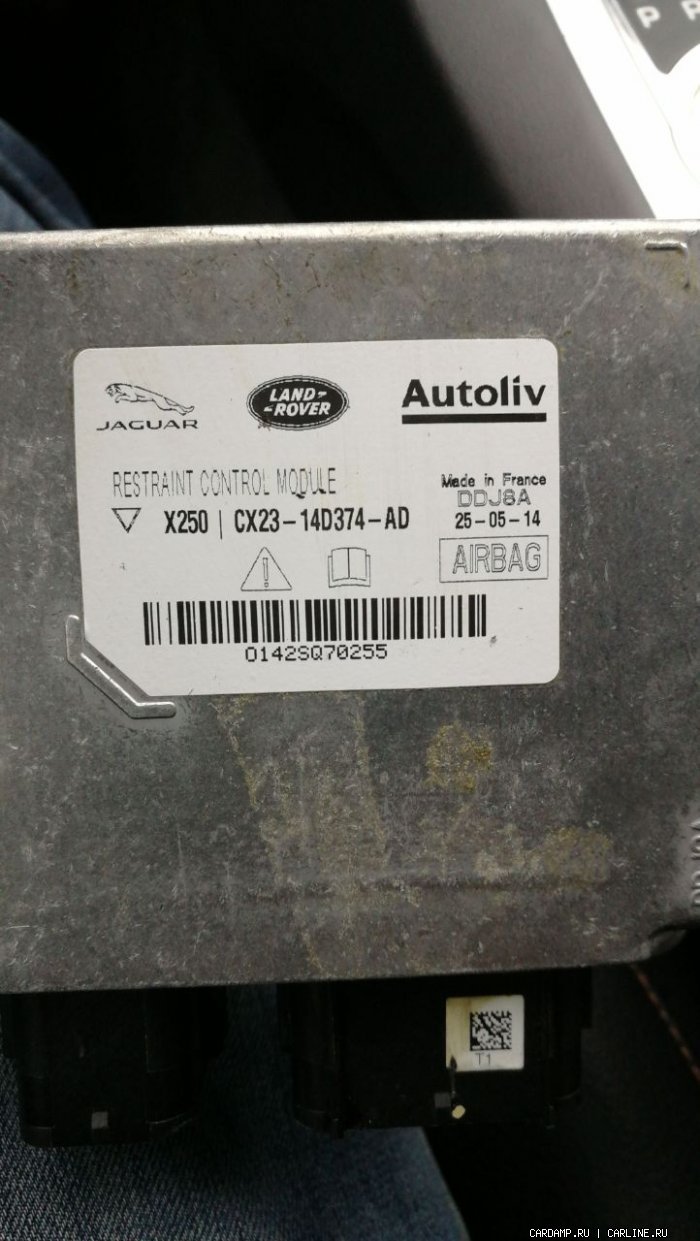 P R
JAGUAR
LAND-
-ROVER
Autoliv
RESTRAINT CONTROL MODULE
Made in France
DDJ8A
X250 | CX23-14D374-AD
25-05-14
AIRBAG
0142SQ70255
T1
CARDAMP.RU | CARLINE.RU